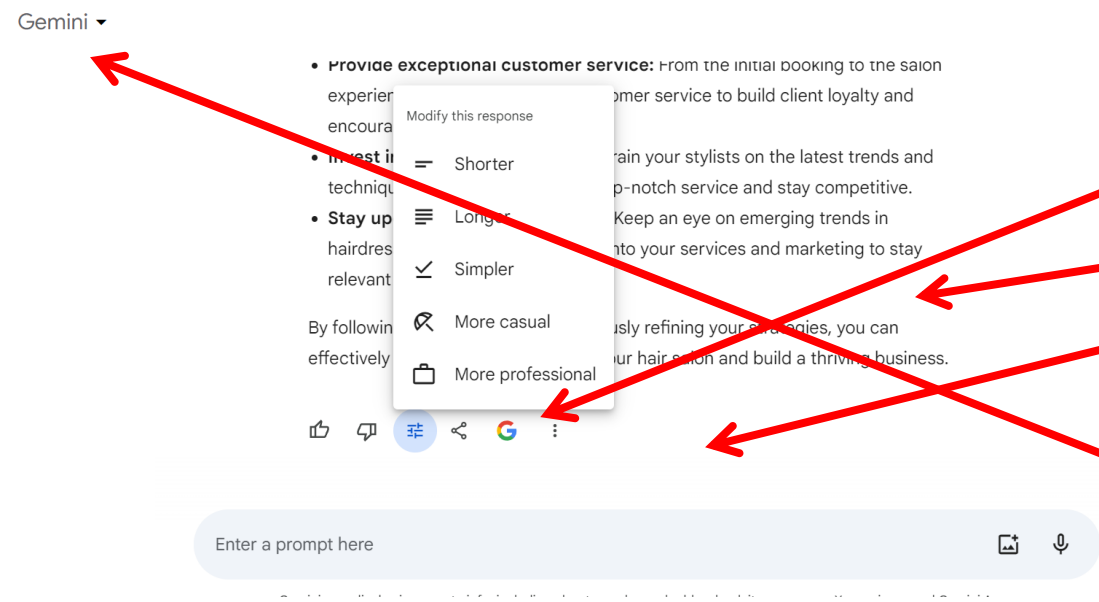 Gemini
• Provide exceptional customer service: From the initial booking to the salon
experien omer service to build client loyalty and
encoura
Modify this response
• Invest i rain your stylists on the latest trends and
Shorter
techniqu p-notch service and stay competitive.
• Stay up Keep an eye on emerging trends in
Longer
hairdres nto your services and marketing to stay
Simpler
relevant
By followin usly refining your strategies, you can
More casual
effectively ur hair salon and build a thriving business.
More professional
Enter a prompt here